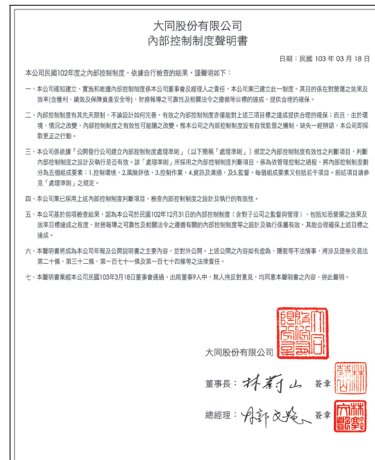 大同股份有限公司
內部控制制度聲明書
日期：民國 103 年 03 月 18 日
本公司民國102年度之內部控制制度，依據自行檢查的結果，謹聲明如下：
一、本公司確知建立、實施和維護內部控制制度係本公司董事會及經理人之責任，本公司業已建立此一制度。其目的係在對營運之效果及
效率(含獲利、績效及保障資產安全等)、財務報導之可靠性及相關法令之遵循等目標的達成，提供合理的確保。
二、內部控制制度有其先天限制，不論設計如何完善，有效之內部控制制度亦僅能對上述三項目標之達成提供合理的確保；而且，由於環
境、情況之改變，內部控制制度之有效性可能隨之改變。惟本公司之內部控制制度設有自我監督之機制，缺失一經辨認，本公司即採
取更正之行動。
三、本公司係依據「公開發行公司建立內部控制制度處理準則」（以下簡稱「處理準則」）規定之內部控制制度有效性之判斷項目，判斷
內部控制制度之設計及執行是否有效。該「處理準則」所採用之內部控制制度判斷項目，係為依管理控制之過程，將內部控制制度劃
分為五個組成要素：1.控制環境，2.風險評估，3.控制作業，4.資訊及溝通，及5.監督。每個組成要素又包括若干項目。前述項目請參
見「處理準則」之規定。
四、本公司業已採用上述內部控制制度判斷項目，檢查內部控制制度之設計及執行的有效性。
五、本公司基於前項檢查結果，認為本公司於民國102年12月31日的內部控制制度（含對子公司之監督與管理），包括知悉營運之效果及
效率目標達成之程度、財務報導之可靠性及相關法令之遵循有關的內部控制制度等之設計及執行係屬有效，其能合理確保上述目標之
達成。
六、本聲明書將成為本公司年報及公開說明書之主要內容，並對外公開。上述公開之內容如有虛偽、隱匿等不法情事，將涉及證券交易法
第二十條、第三十二條、第一百七十一條及第一百七十四條等之法律責任。
七、本聲明書業經本公司民國103年3月18日董事會通過，出席董事9人中，無人持反對意見，均同意本聲明書之內容，併此聲明。
大同股份有限公司
董事長：林蔚山 簽章
總經理：林郭文艷 簽章